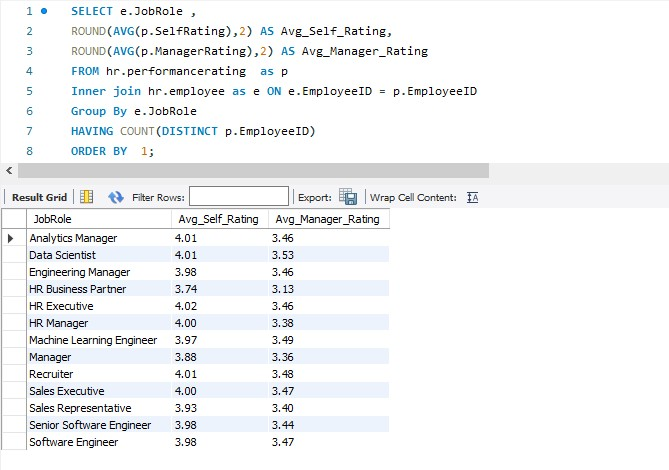 1 SELECT e.JobRole ,
2 ROUND(AVG(p.SelfRating),2) AS Avg_Self_Rating,
3 ROUND(AVG(p.ManagerRating),2) AS Avg_Manager_Rating
4 FROM hr.performancerating as p
5 Inner join hr.employee as e ON e.EmployeeID = p.EmployeeID
6 Group By e.JobRole
7 HAVING COUNT(DISTINCT p.EmployeeID)
8 ORDER BY 1;
Result Grid Filter Rows: Export: Wrap Cell Content: IA
JobRole Avg_Self_Rating Avg_Manager_Rating
Analytics Manager 4.01 3.46
Data Scientist 4.01 3.53
Engineering Manager 3.98 3.46
HR Business Partner 3.74 3.13
HR Executive 4.02 3.46
HR Manager 4.00 3.38
Machine Learning Engineer 3.97 3.49
Manager 3.88 3.36
Recruiter 4.01 3.48
Sales Executive 4.00 3.47
Sales Representative 3.93 3.40
Senior Software Engineer 3.98 3.44
Software Engineer 3.98 3.47